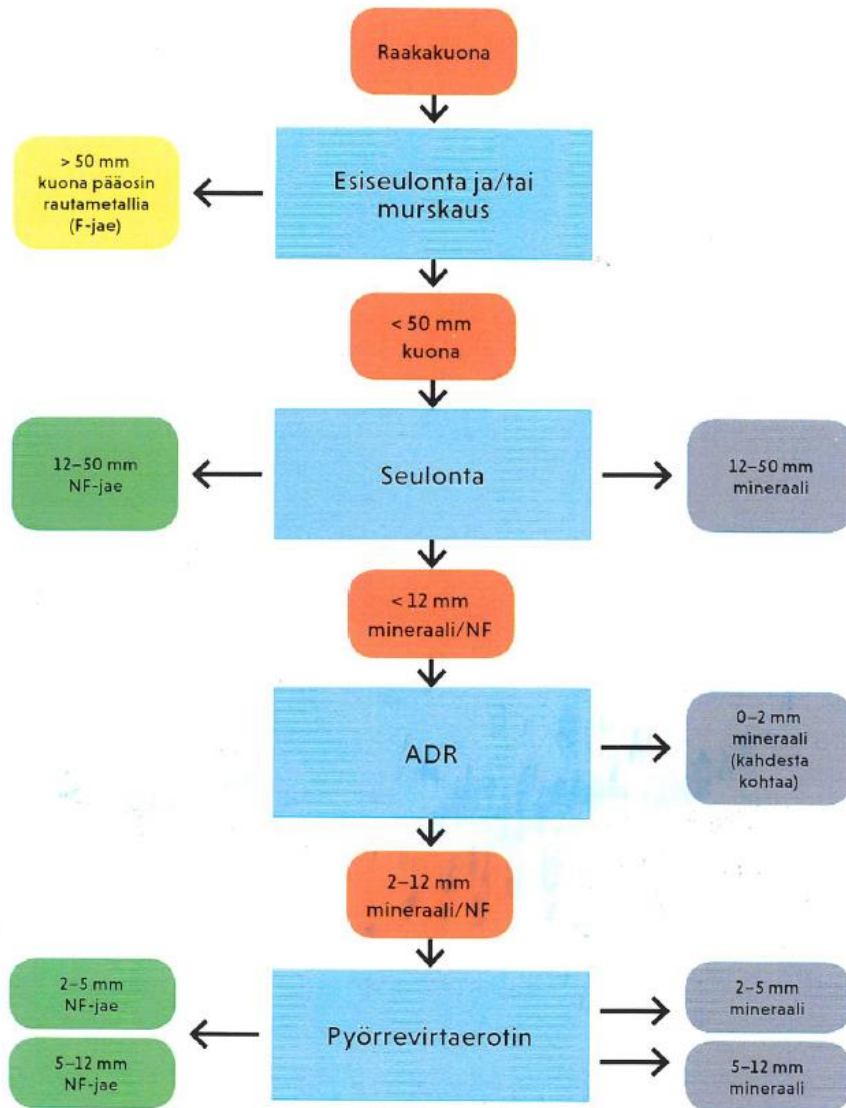 Raakakuona
> 50 mm
kuona pääosin
rautametallia
(F-jae)
Esiseulonta ja/tai
murskaus
< 50 mm
kuona
12–50 mm
NF-jae
Seulonta
12–50 mm
mineraali
< 12 mm
mineraali/NF
ADR
0–2 mm
mineraali
(kahdesta
kohtaa)
2–12 mm
mineraali/NF
2–5 mm
NF-jae
5–12 mm
NF-jae
Pyörrevirtaerotin
2–5 mm
mineraali
5–12 mm
mineraali